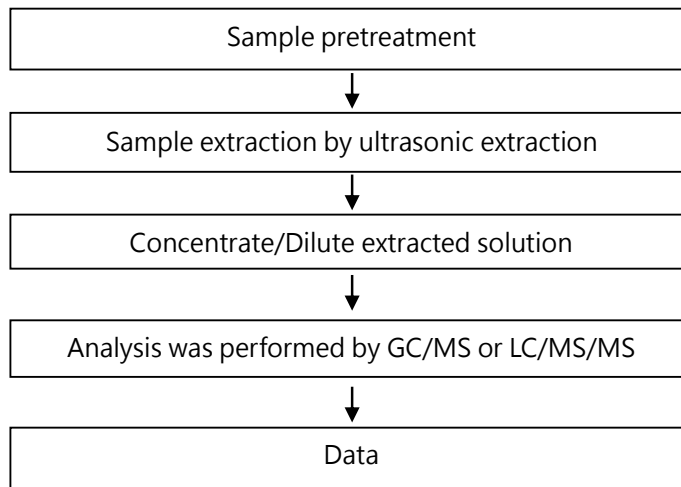 Sample pretreatment
Sample extraction by ultrasonic extraction
Concentrate/Dilute extracted solution
Analysis was performed by GC/MS or LC/MS/MS
Data